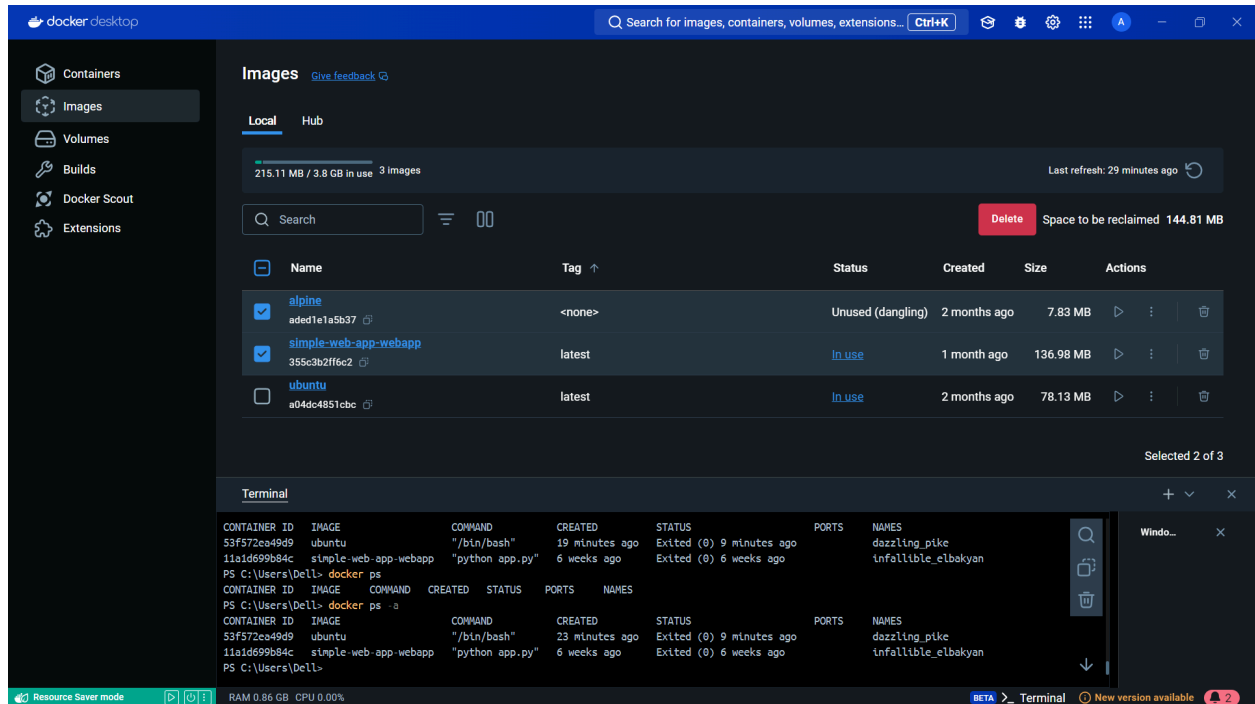 docker desktop
Search for images, containers, volumes, extensions... Ctrl+K
A
Containers
Images
Volumes
Builds
Docker Scout
Extensions
Images Give feedback
Local Hub
215.11 MB / 3.8 GB in use 3 images
Last refresh: 29 minutes ago
Search
Delete Space to be reclaimed 144.81 MB
Name Tag Status Created Size Actions
alpine
aded1e1a5b37
<none> Unused (dangling) 2 months ago 7.83 MB
simple-web-app-webapp
355c3b2ff6c2
latest In use 1 month ago 136.98 MB
ubuntu
a04dc4851cbc
latest In use 2 months ago 78.13 MB
Selected 2 of 3
Terminal
CONTAINER ID IMAGE COMMAND CREATED STATUS PORTS NAMES
53f572ea49d9 ubuntu "/bin/bash" 19 minutes ago Exited (0) 9 minutes ago dazzling_pike
11a1d699b84c simple-web-app-webapp "python app.py" 6 weeks ago Exited (0) 6 weeks ago infallible_elbakyan
PS C:\Users\Dell> docker ps
CONTAINER ID IMAGE COMMAND CREATED STATUS PORTS NAMES
PS C:\Users\Dell> docker ps -a
CONTAINER ID IMAGE COMMAND CREATED STATUS PORTS NAMES
53f572ea49d9 ubuntu "/bin/bash" 23 minutes ago Exited (0) 9 minutes ago dazzling_pike
11a1d699b84c simple-web-app-webapp "python app.py" 6 weeks ago Exited (0) 6 weeks ago infallible_elbakyan
PS C:\Users\Dell>
Windo...
Resource Saver mode
RAM 0.86 GB CPU 0.00%
BETA >_ Terminal
New version available
2